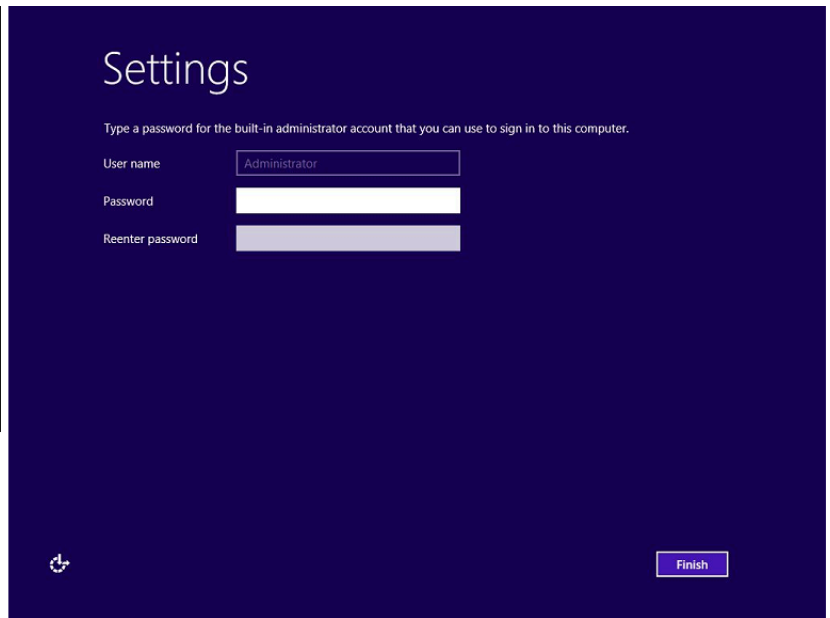 Settings
Type a password for the built-in administrator account that you can use to sign in to this computer.
User name
Administrator
Password
Reenter password
Finish